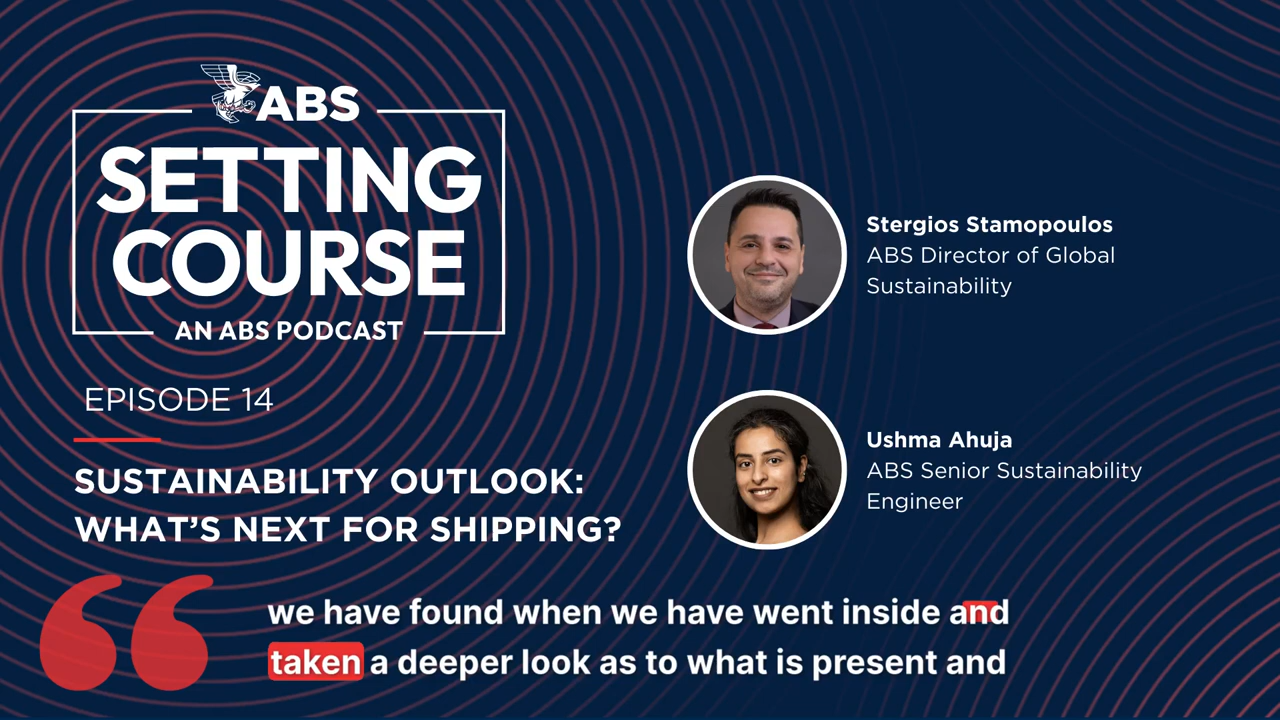 ABS
SETTING
COURSE
AN ABS PODCAST
EPISODE 14
SUSTAINABILITY OUTLOOK:
WHAT'S NEXT FOR SHIPPING?
Stergios Stamopoulos
ABS Director of Global
Sustainability
Ushma Ahuja
ABS Senior Sustainability
Engineer
we have found when we have went inside and
taken a deeper look as to what is present and